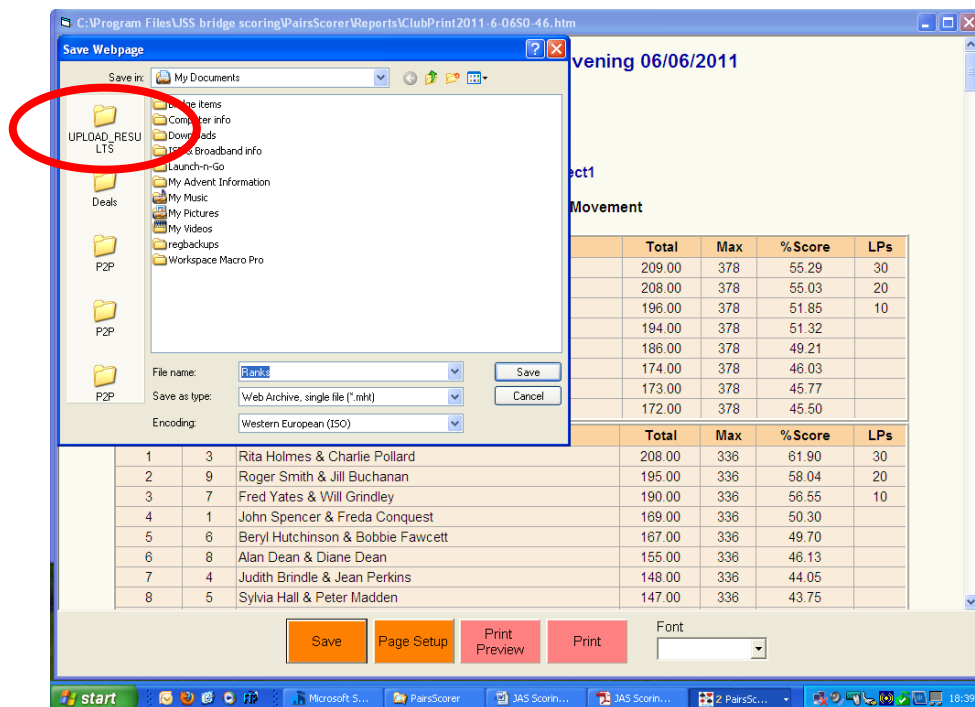 C:\Program Files\JSS bridge scoring\PairsScorer\Reports\ClubPrint2011-6-06S0-46.htm
Save Webpage
vening 06/06/2011
Save in: My Documents
UPLOAD_RESU
LTS
Deals
P2P
P2P
P2P
Bridge items
Computer info
Downloads
ISP & Broadband info
Launch-n-Go
My Advent Information
My Music
My Pictures
My Videos
regbackups
Workspace Macro Pro
File name: Ranks Save
Save as type: Web Archive, single file (*.mht) Cancel
Encoding: Western European (ISO)
ect1
Movement
Total Max %Score LPs
209.00 378 55.29 30
208.00 378 55.03 20
196.00 378 51.85 10
194.00 378 51.32
186.00 378 49.21
174.00 378 46.03
173.00 378 45.77
172.00 378 45.50
Total Max %Score LPs
1 3 Rita Holmes & Charlie Pollard 208.00 336 61.90 30
2 9 Roger Smith & Jill Buchanan 195.00 336 58.04 20
3 7 Fred Yates & Will Grindley 190.00 336 56.55 10
4 1 John Spencer & Freda Conquest 169.00 336 50.30
5 6 Beryl Hutchinson & Bobbie Fawcett 167.00 336 49.70
6 8 Alan Dean & Diane Dean 155.00 336 46.13
7 4 Judith Brindle & Jean Perkins 148.00 336 44.05
8 5 Sylvia Hall & Peter Madden 147.00 336 43.75
Save Page Setup Print Preview Print
Font
start Microsoft S... PairsScorer JAS Scorin... JAS Scorin... 2 PairsSc... 18:39